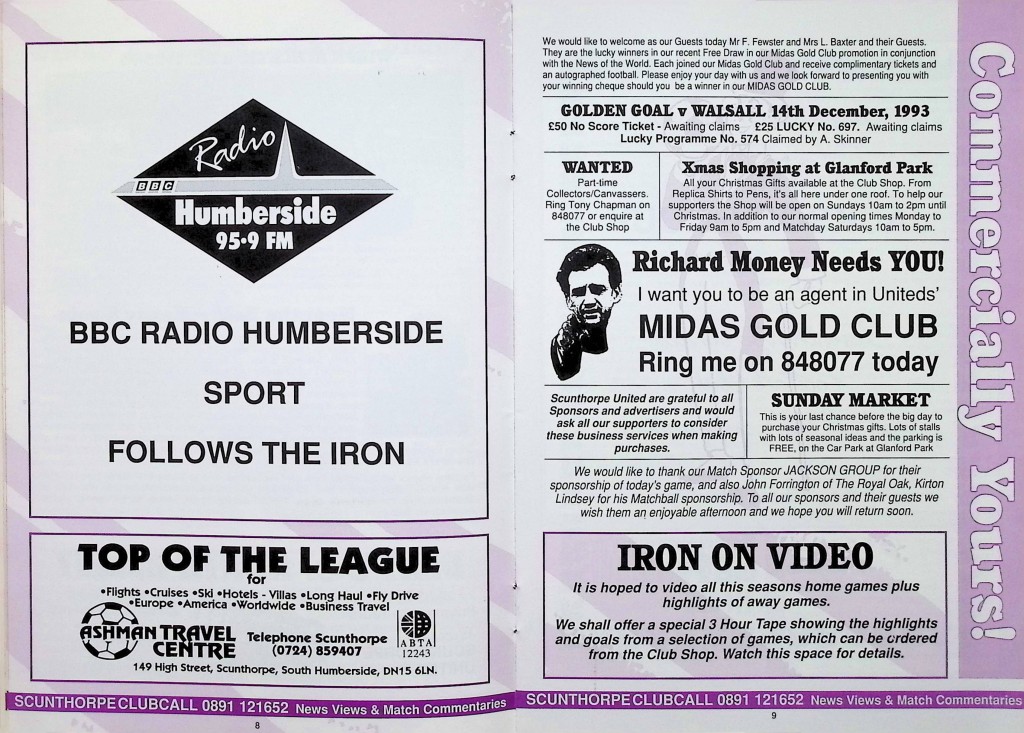 Radio
BBC
Humberside
95·9 FM
BBC RADIO HUMBERSIDE
SPORT
FOLLOWS THE IRON
TOP OF THE LEAGUE
for
•Flights •Cruises •Ski •Hotels - Villas •Long Haul •Fly Drive
•Europe •America •Worldwide •Business Travel
ASHMAN TRAVEL
CENTRE
Telephone Scunthorpe
(0724) 859407
ABTA
12243
149 High Street, Scunthorpe, South Humberside, DN15 6LN.
SCUNTHORPE CLUBCALL 0891 121652 News Views & Match Commentaries
8
We would like to welcome as our Guests today Mr F. Fewster and Mrs L. Baxter and their Guests.
They are the lucky winners in our recent Free Draw in our Midas Gold Club promotion in conjunction
with the News of the World. Each joined our Midas Gold Club and receive complimentary tickets and
an autographed football. Please enjoy your day with us and we look forward to presenting you with
your winning cheque should you be a winner in our MIDAS GOLD CLUB.
GOLDEN GOAL v WALSALL 14th December, 1993
£50 No Score Ticket - Awaiting claims £25 LUCKY No. 697. Awaiting claims
Lucky Programme No. 574 Claimed by A. Skinner
WANTED
Part-time
Collectors/Canvassers.
Ring Tony Chapman on
848077 or enquire at
the Club Shop
Xmas Shopping at Glanford Park
All your Christmas Gifts available at the Club Shop. From
Replica Shirts to Pens, it's all here under one roof. To help our
supporters the Shop will be open on Sundays 10am to 2pm until
Christmas. In addition to our normal opening times Monday to
Friday 9am to 5pm and Matchday Saturdays 10am to 5pm.
Richard Money Needs YOU!
I want you to be an agent in Uniteds'
MIDAS GOLD CLUB
Ring me on 848077 today
Scunthorpe United are grateful to all
Sponsors and advertisers and would
ask all our supporters to consider
these business services when making
purchases.
SUNDAY MARKET
This is your last chance before the big day to
purchase your Christmas gifts. Lots of stalls
with lots of seasonal ideas and the parking is
FREE, on the Car Park at Glanford Park
We would like to thank our Match Sponsor JACKSON GROUP for their
sponsorship of today's game, and also John Forrington of The Royal Oak, Kirton
Lindsey for his Matchball sponsorship. To all our sponsors and their guests we
wish them an enjoyable afternoon and we hope you will return soon.
IRON ON VIDEO
It is hoped to video all this seasons home games plus
highlights of away games.
We shall offer a special 3 Hour Tape showing the highlights
and goals from a selection of games, which can be ordered
from the Club Shop. Watch this space for details.
SCUNTHORPE CLUBCALL 0891 121652 News Views & Match Commentaries
9
Commercially Yours!